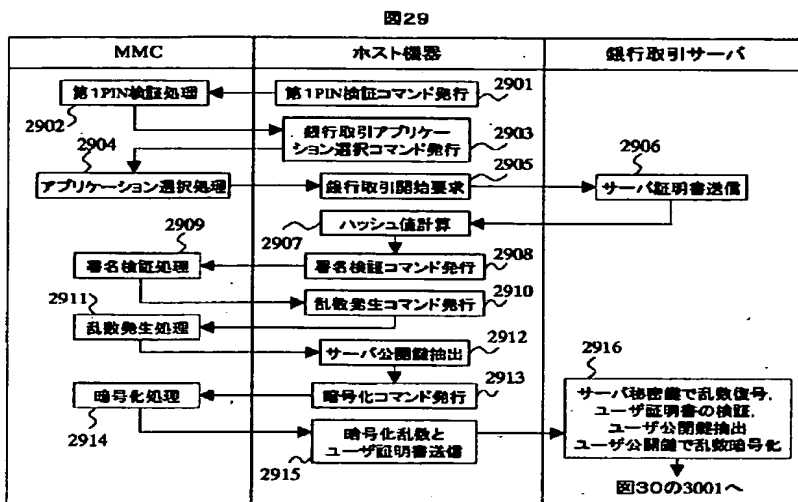 図29
MMC
ホスト機器
銀行取引サーバ
第1PIN検証処理
第1PIN検証コマンド発行
2901
2902
2904
銀行取引アプリケー
ション選択コマンド発行
2903
2905
2906
アプリケーション選択処理
銀行取引開始要求
サーバ証明書送信
ハッシュ値計算
2907
2909
署名検証処理
署名検証コマンド発行
2908
2911
乱数発生コマンド発行
2910
乱数発生処理
サーバ公開鍵抽出
2912
2916
暗号化処理
暗号化コマンド発行
2913
2914
暗号化乱数と
ユーザ証明書送信
2915
サーバ秘密鍵で乱数復号,
ユーザ証明書の検証,
ユーザ公開鍵抽出
ユーザ公開鍵で乱数暗号化
図30の3001へ